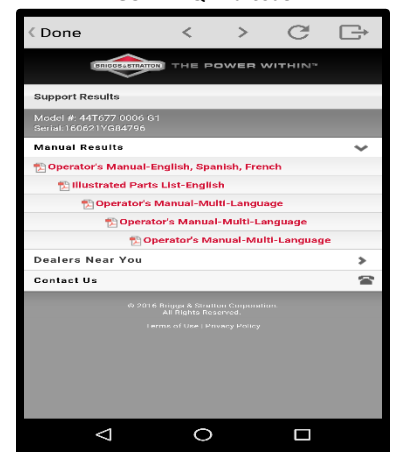 Done
BRIGGS&STRATTON THE POWER WITHIN™
Support Results
Model #: 44T677-0006-G1
Serial:160621YG84796
Manual Results
Operator's Manual-English, Spanish, French
Illustrated Parts List-English
Operator's Manual-Multi-Language
Operator's Manual-Multi-Language
Operator's Manual-Multi-Language
Dealers Near You
Contact Us
© 2016 Briggs & Stratton Corporation.
All Rights Reserved.
Terms of Use | Privacy Policy